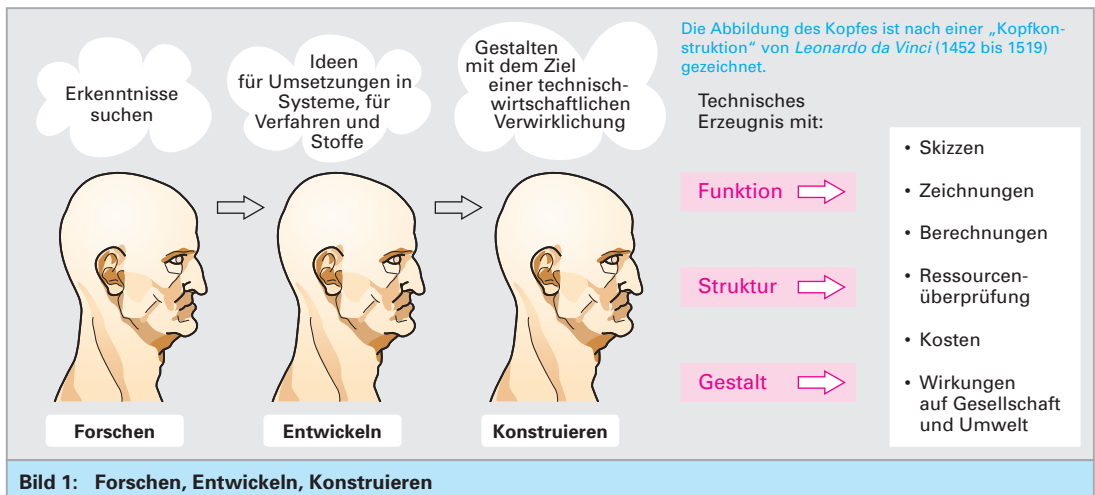 Erkenntnisse
suchen
Ideen
für Umsetzungen in
Systeme, für
Verfahren und
Stoffe
Gestalten
mit dem Ziel
einer technisch-
wirtschaftlichen
Verwirklichung
Die Abbildung des Kopfes ist nach einer „Kopfkon-
struktion“ von Leonardo da Vinci (1452 bis 1519)
gezeichnet.
Technisches
Erzeugnis mit:
Funktion
Struktur
Gestalt
• Skizzen
• Zeichnungen
• Berechnungen
• Ressourcen-
überprüfung
• Kosten
• Wirkungen
auf Gesellschaft
und Umwelt
Forschen
Entwickeln
Konstruieren
Bild 1: Forschen, Entwickeln, Konstruieren